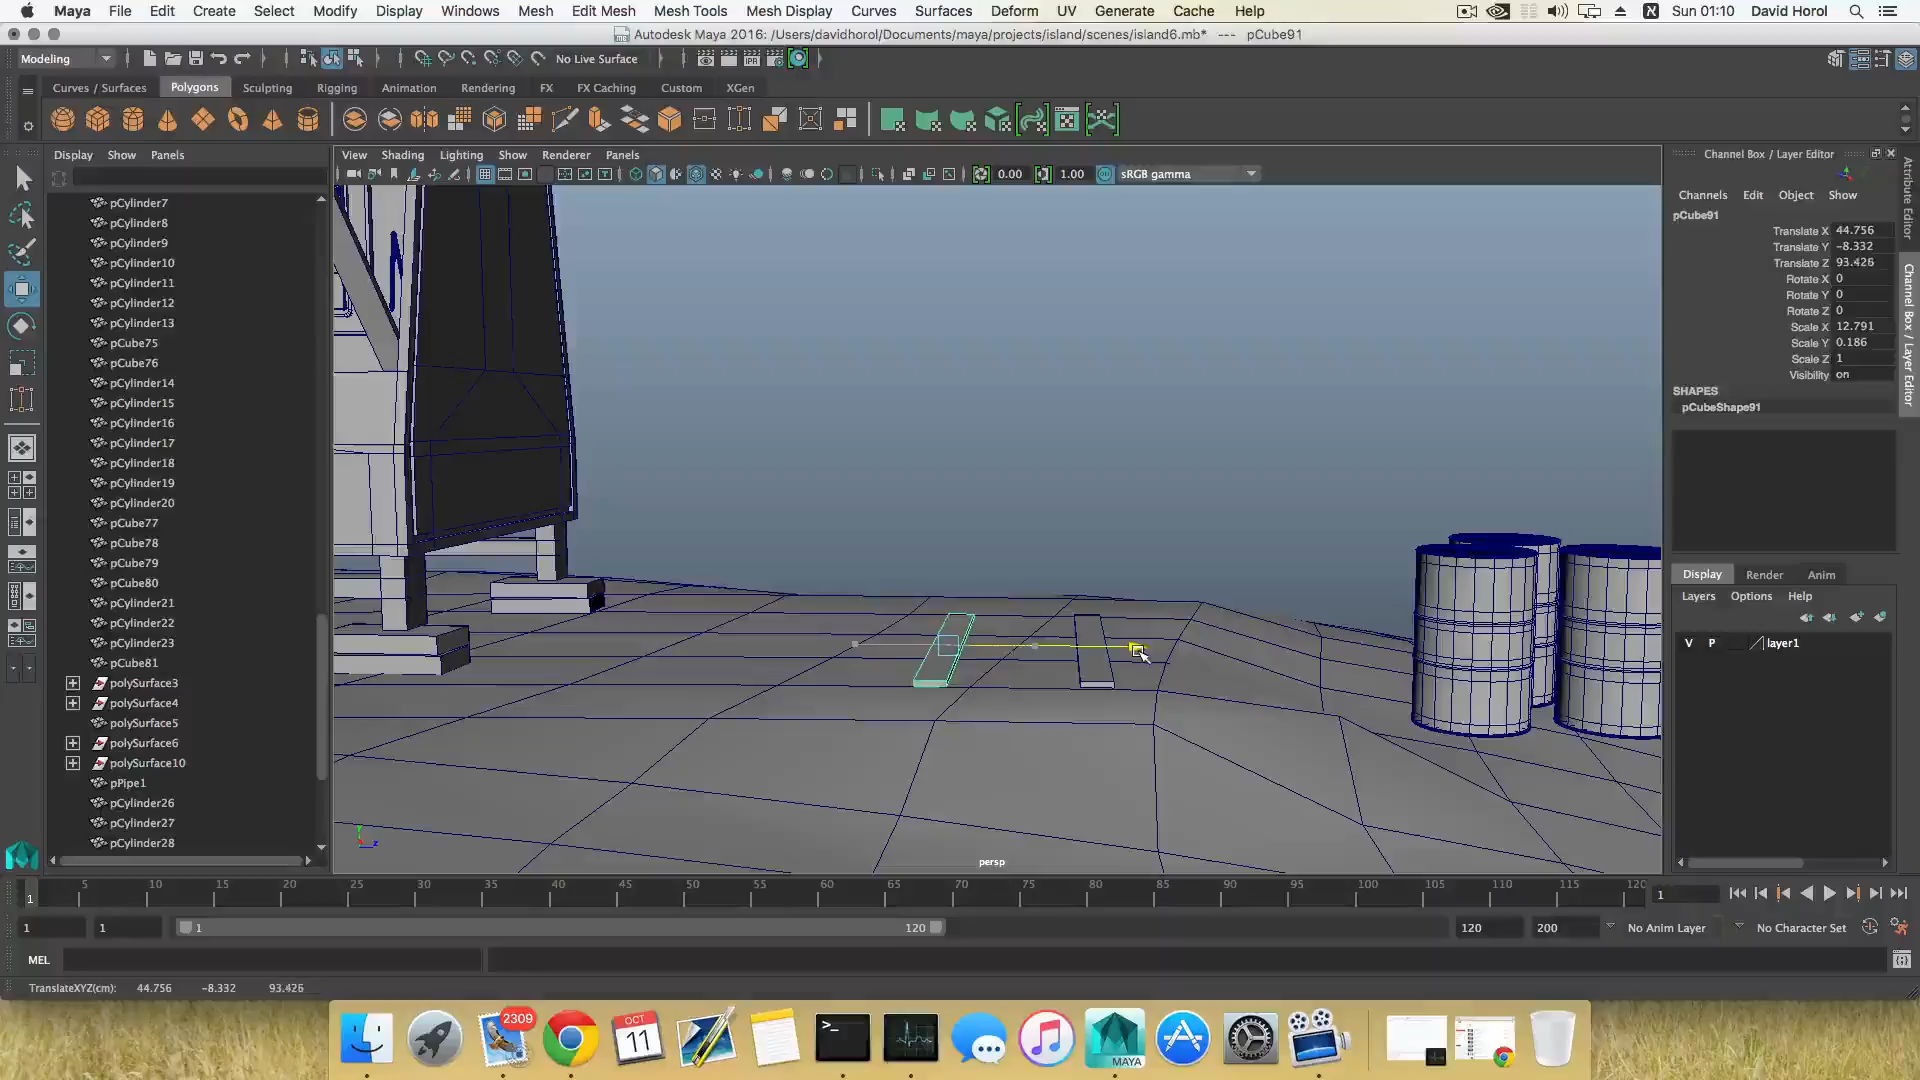 Maya File Edit Create Select Modify Display Windows Mesh Edit Mesh Mesh Tools Mesh Display Curves Surfaces Deform UV Generate Cache Help
Sun 01:10 David Horol
Autodesk Maya 2016: /Users/davidhorol/Documents/maya/projects/island/scenes/island6.mb* --- pCube91
Modeling
No Live Surface
Curves / Surfaces Polygons Sculpting Rigging Animation Rendering FX FX Caching Custom XGen
Display Show Panels
View Shading Lighting Show Renderer Panels
0.00 1.00 sRGB gamma
pCylinder7
pCylinder8
pCylinder9
pCylinder10
pCylinder11
pCylinder12
pCylinder13
pCube75
pCube76
pCylinder14
pCylinder15
pCylinder16
pCylinder17
pCylinder18
pCylinder19
pCylinder20
pCube77
pCube78
pCube79
pCube80
pCylinder21
pCylinder22
pCylinder23
pCube81
polySurface3
polySurface4
polySurface5
polySurface6
polySurface10
pPipe1
pCylinder26
pCylinder27
pCylinder28
persp
Channel Box / Layer Editor
Channels Edit Object Show
pCube91
Translate X 44.756
Translate Y -8.332
Translate Z 93.426
Rotate X 0
Rotate Y 0
Rotate Z 0
Scale X 12.791
Scale Y 0.186
Scale Z 1
Visibility on
SHAPES
pCubeShape91
Display Render Anim
Layers Options Help
V P layer1
Attribute Editor
Channel Box / Layer Editor
1 5 10 15 20 25 30 35 40 45 50 55 60 65 70 75 80 85 90 95 100 105 110 115 120
1
1 1 1 120 120 200 No Anim Layer No Character Set
MEL
TranslateXYZ(cm): 44.756 -8.332 93.426
2309
OCT
11
MAYA